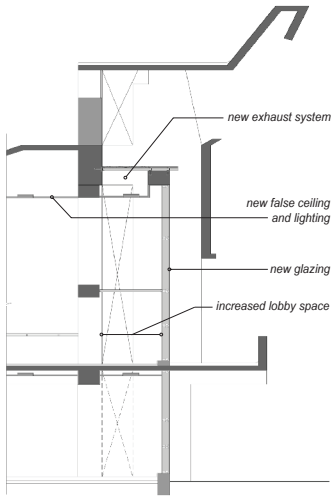 new exhaust system
new false ceiling
and lighting
new glazing
increased lobby space